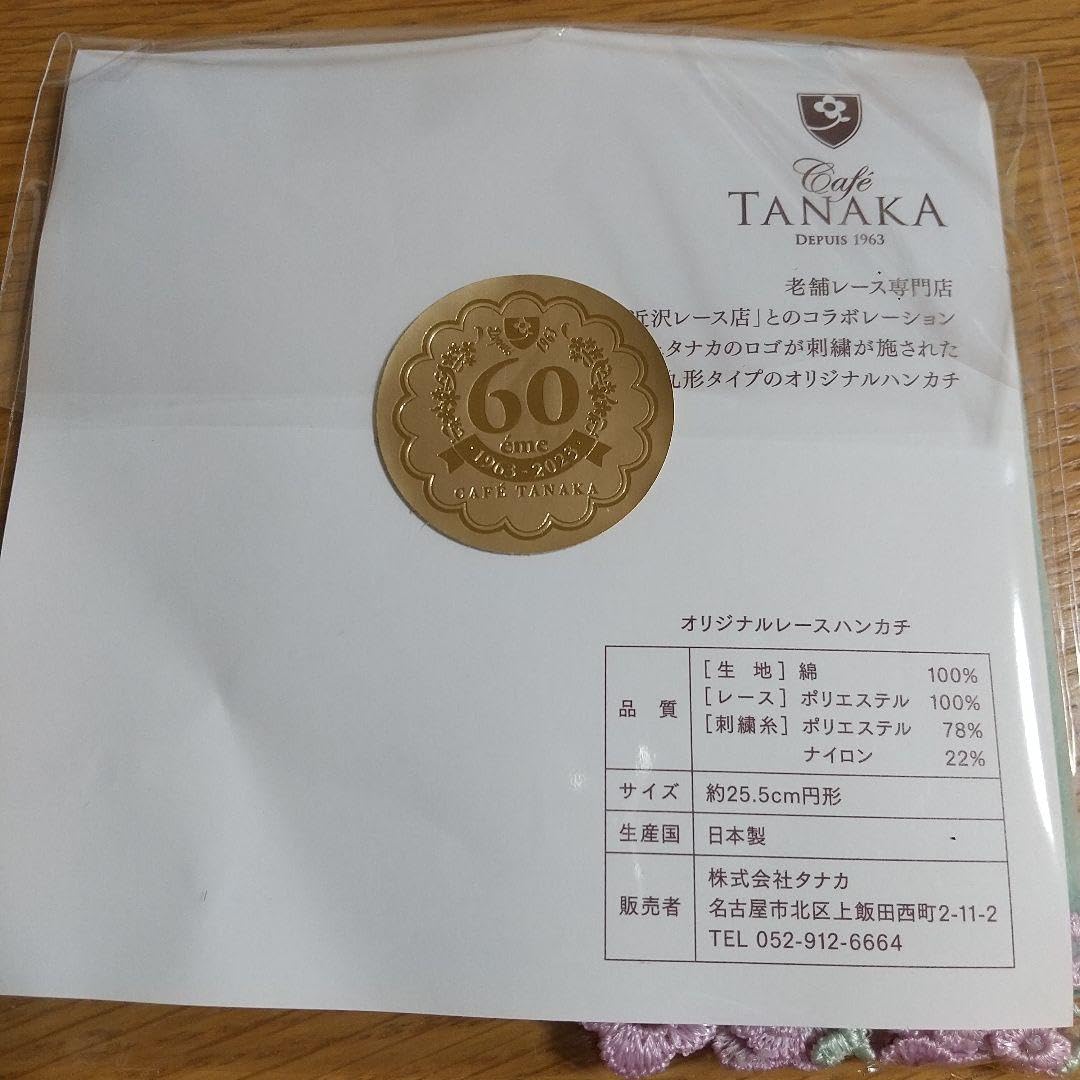 Café
TANAKA
DEPUIS 1963
老舗レース専門店
近沢レース店」とのコラボレーション
タナカのロゴが刺繍が施された
丸形タイプのオリジナルハンカチ
Depuis 1963
60
éme
・1963-2023・
CAFÉ TANAKA
オリジナルレースハンカチ
品質 [生 地] 綿 100%
[レース] ポリエステル 100%
[刺繍糸] ポリエステル 78%
ナイロン 22%
サイズ 約25.5cm円形
生産国 日本製
販売者 株式会社タナカ
名古屋市北区上飯田西町2-11-2
TEL 052-912-6664